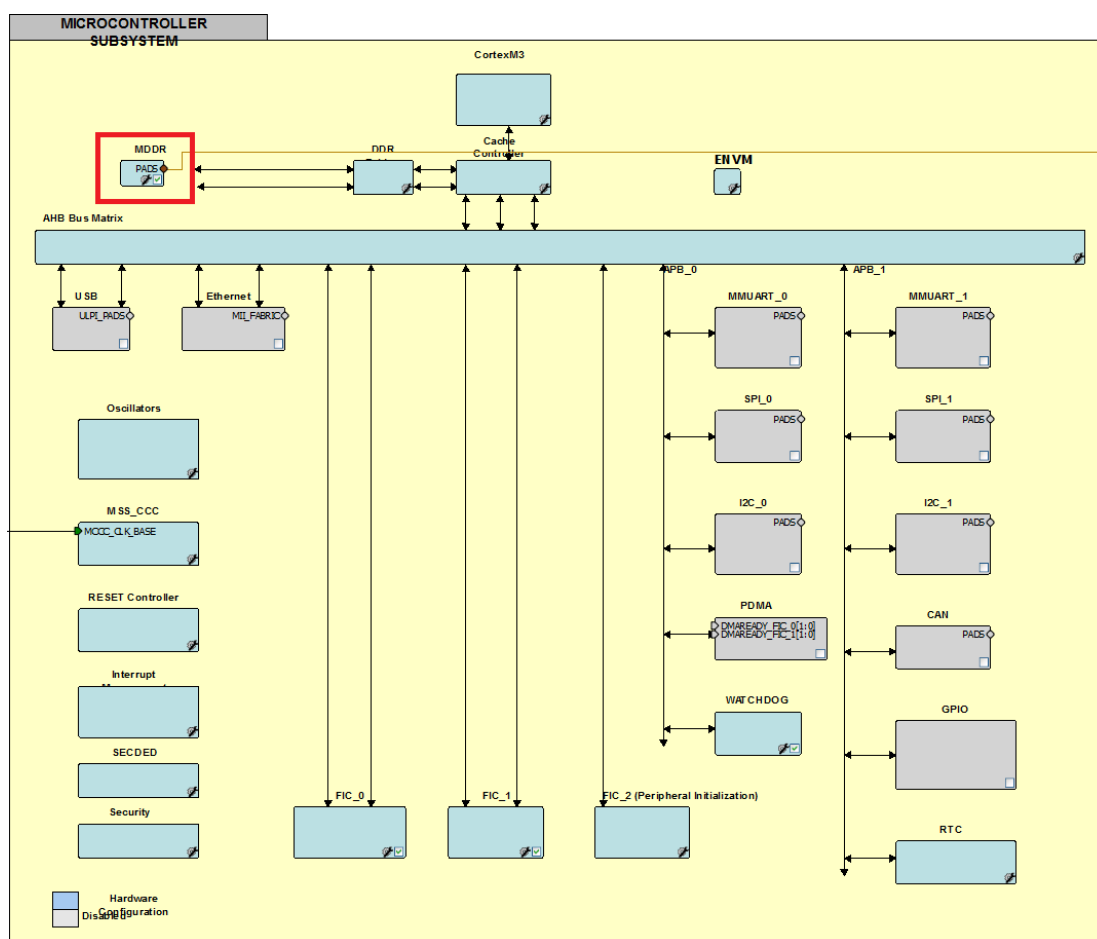 MICROCONTROLLER
SUBSYSTEM
CortexM3
MDDR
PADS
DDR
Cache
Controller
ENVM
AHB Bus Matrix
APB_0
APB_1
USB
ULPI_PADS
Ethernet
MII_FABRIC
MMUART_0
PADS
MMUART_1
PADS
Oscillators
SPI_0
PADS
SPI_1
PADS
MSS_CCC
MCCC_CLK_BASE
I2C_0
PADS
I2C_1
PADS
RESET Controller
PDMA
DMAREADY_FIC_0[1:0]
DMAREADY_FIC_1[1:0]
CAN
PADS
Interrupt
WATCHDOG
GPIO
SECDED
FIC_0
FIC_1
FIC_2 (Peripheral Initialization)
Security
RTC
Hardware
Configuration
Disabled